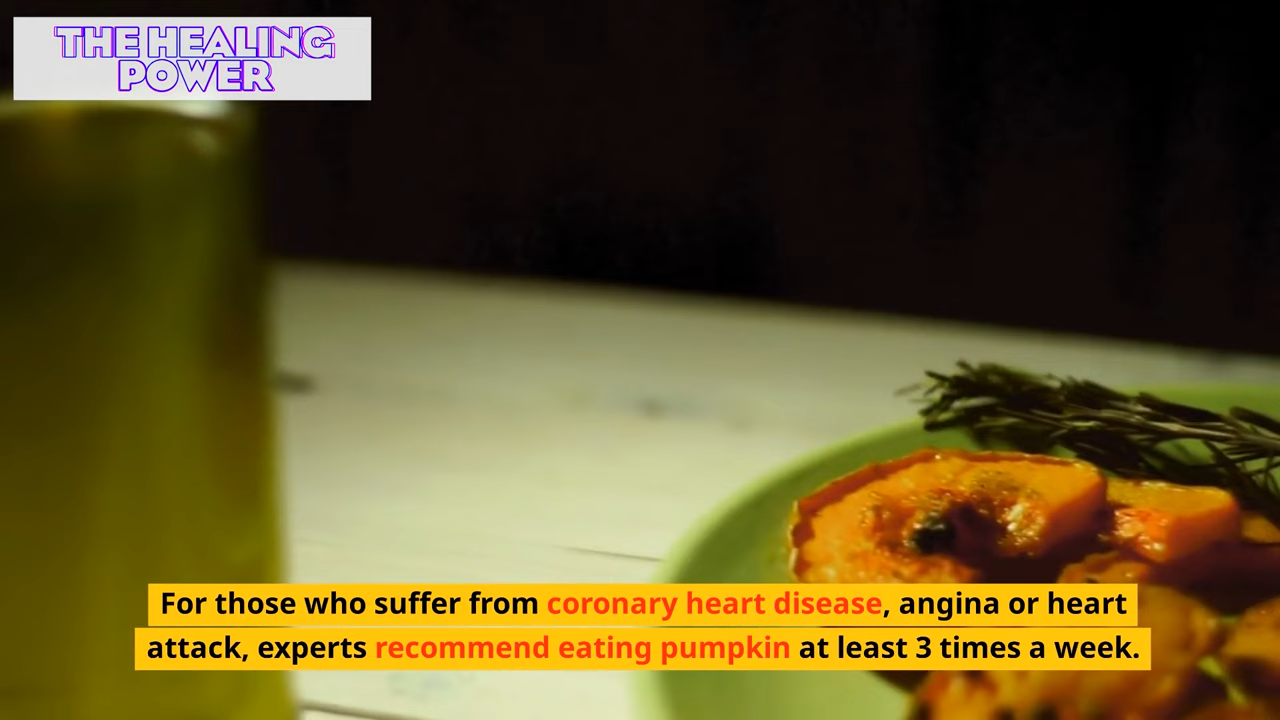 THE HEALING
POWER
For those who suffer from coronary heart disease, angina or heart
attack, experts recommend eating pumpkin at least 3 times a week.